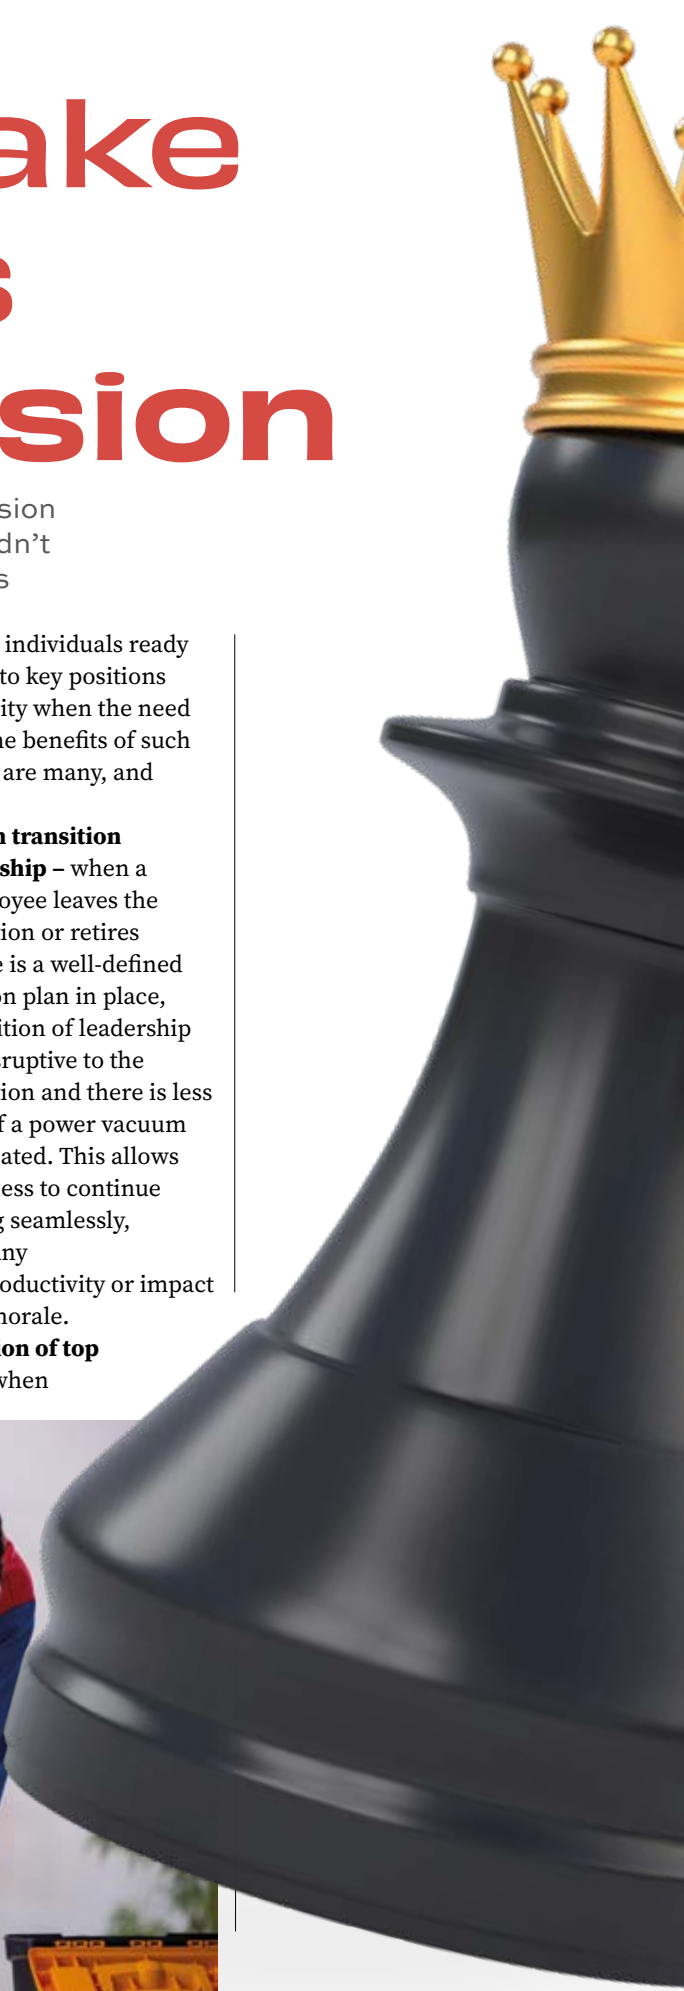 ake
s
sion
sion
dn’t
s
individuals ready
to key positions
ity when the need
he benefits of such
are many, and
n transition
ship – when a
oyee leaves the
ion or retires
e is a well-defined
on plan in place,
ition of leadership
sruptive to the
tion and there is less
f a power vacuum
ated. This allows
ess to continue
g seamlessly,
any
oductivity or impact
morale.
ion of top
when